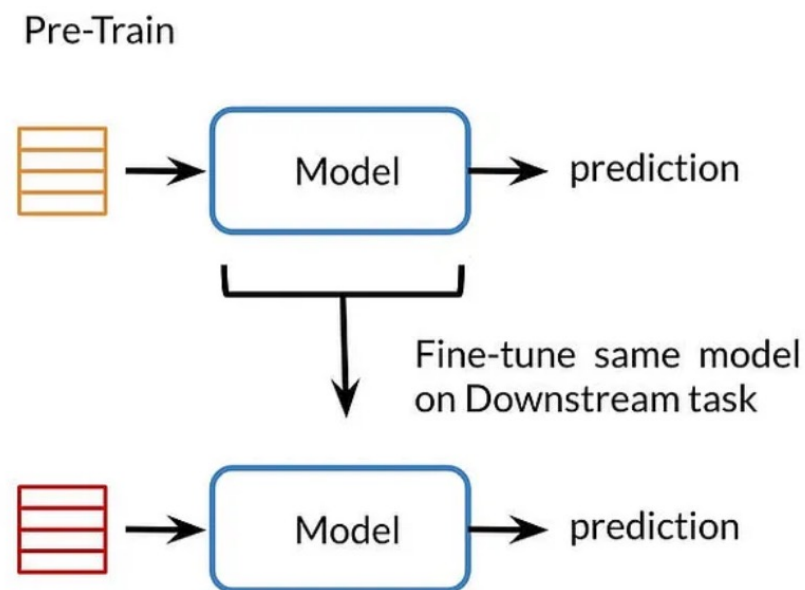 Pre-Train
Model
prediction
Fine-tune same model
on Downstream task
Model
prediction